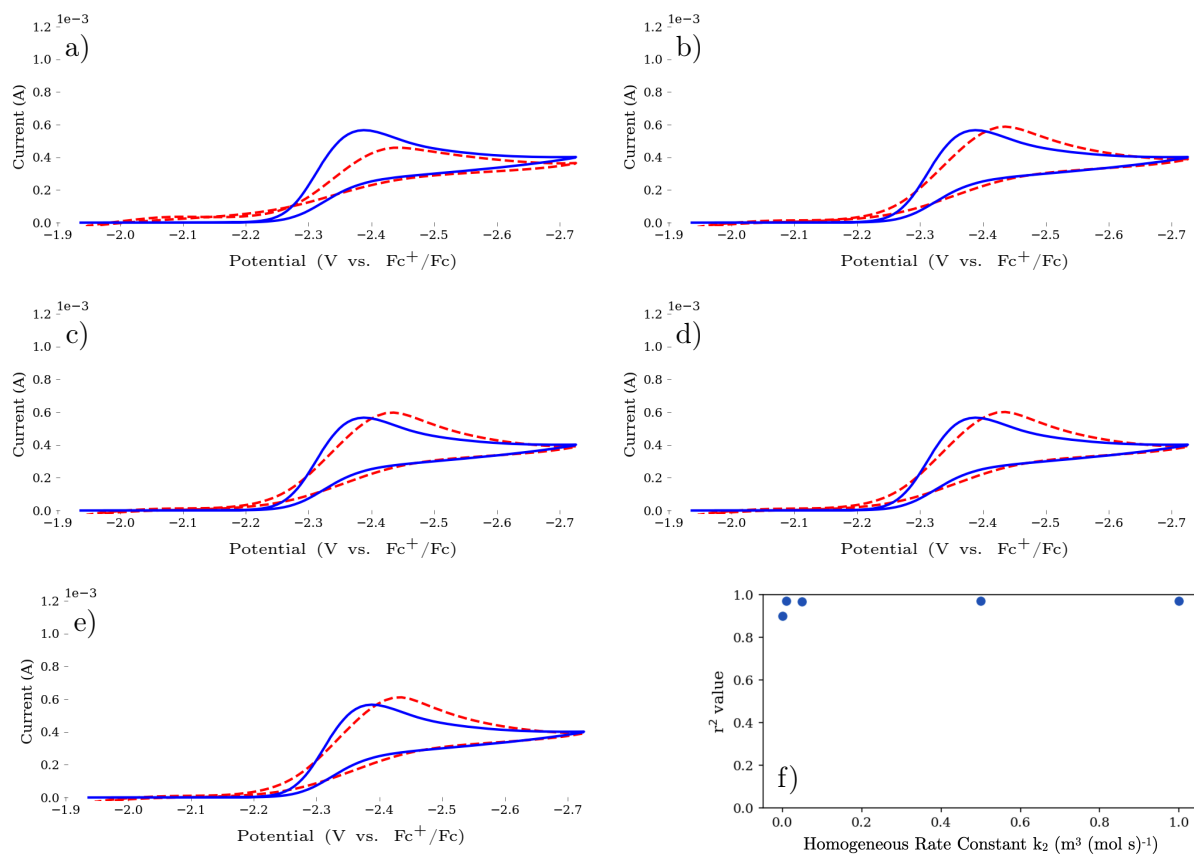 1e−3
a)
1.2
1.0
0.8
0.6
0.4
0.2
0.0
Current (A)
−1.9 −2.0 −2.1 −2.2 −2.3 −2.4 −2.5 −2.6 −2.7
Potential (V vs. Fc⁺/Fc)
1e−3
b)
1.2
1.0
0.8
0.6
0.4
0.2
0.0
Current (A)
−1.9 −2.0 −2.1 −2.2 −2.3 −2.4 −2.5 −2.6 −2.7
Potential (V vs. Fc⁺/Fc)
1e−3
c)
1.2
1.0
0.8
0.6
0.4
0.2
0.0
Current (A)
−1.9 −2.0 −2.1 −2.2 −2.3 −2.4 −2.5 −2.6 −2.7
Potential (V vs. Fc⁺/Fc)
1e−3
d)
1.2
1.0
0.8
0.6
0.4
0.2
0.0
Current (A)
−1.9 −2.0 −2.1 −2.2 −2.3 −2.4 −2.5 −2.6 −2.7
Potential (V vs. Fc⁺/Fc)
1e−3
e)
1.2
1.0
0.8
0.6
0.4
0.2
0.0
Current (A)
−1.9 −2.0 −2.1 −2.2 −2.3 −2.4 −2.5 −2.6 −2.7
Potential (V vs. Fc⁺/Fc)
1.0
0.8
0.6
0.4
0.2
0.0
r² value
f)
0.0 0.2 0.4 0.6 0.8 1.0
Homogeneous Rate Constant k₂ (m³ (mol s)⁻¹)